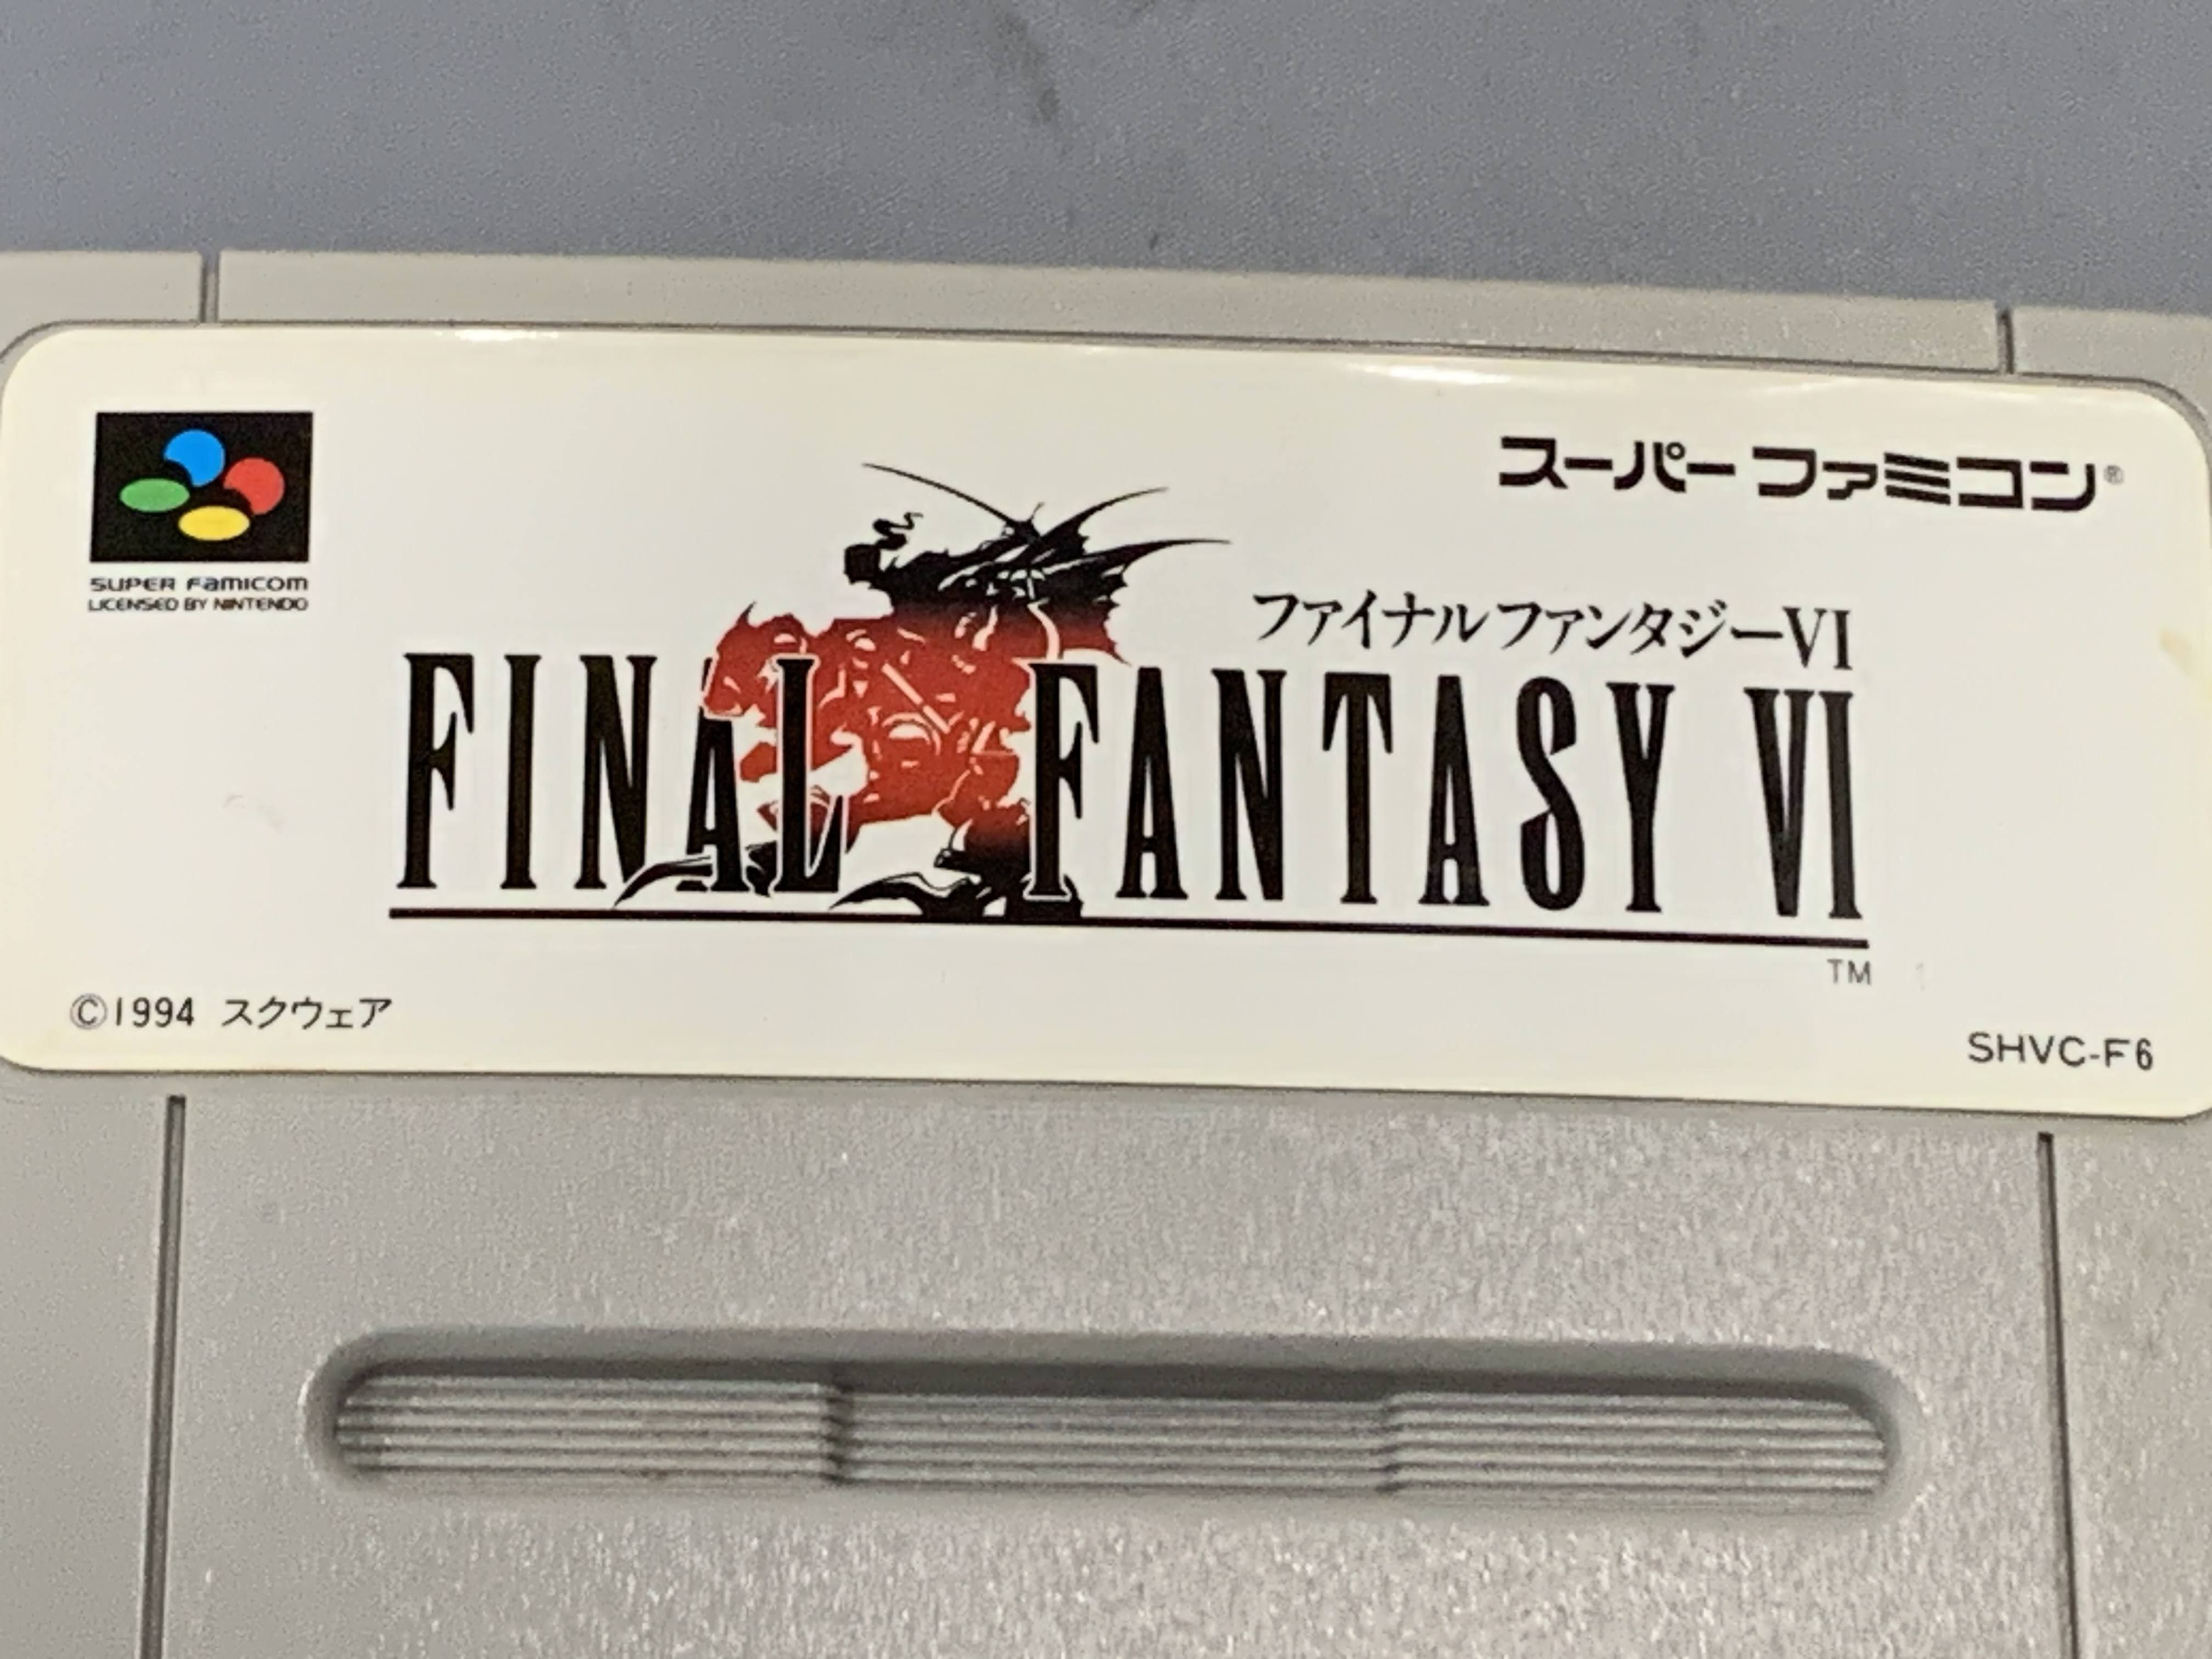 スーパーファミコン®
SUPER FAMICOM
LICENSED BY NINTENDO
ファイナルファンタジーVI
FINAL FANTASY VI
TM
©1994 スクウェア
SHVC-F6